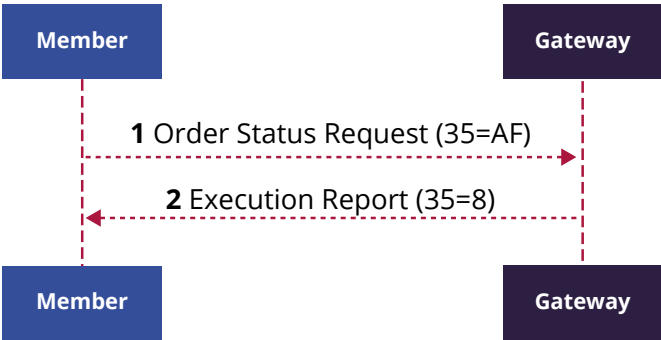 Member
Gateway
1 Order Status Request (35=AF)
2 Execution Report (35=8)
Member
Gateway